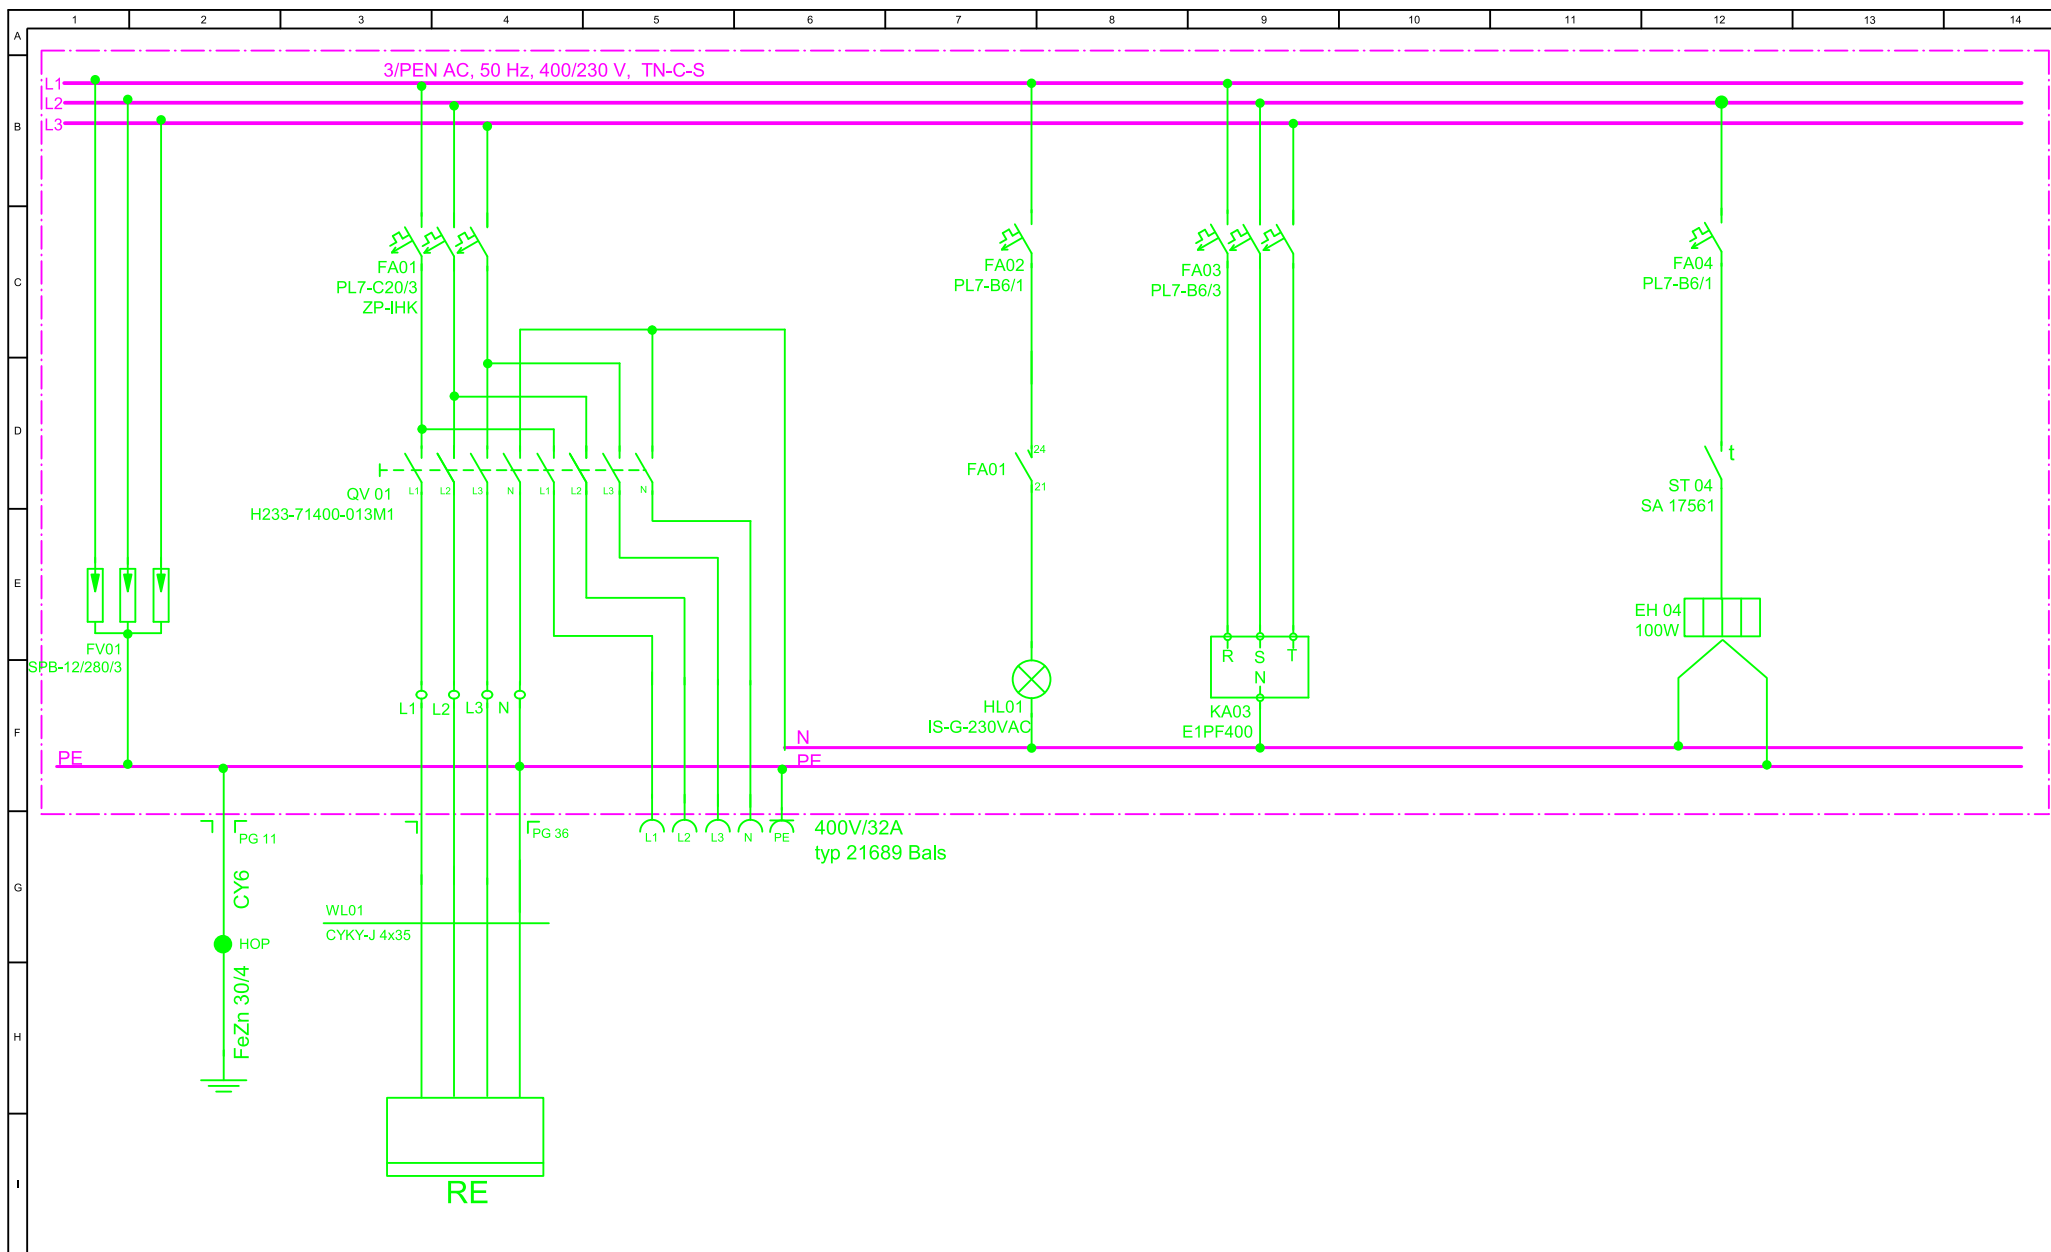 1 2 3 4 5 6 7 8 9 10 11 12 13 14
A
3/PEN AC, 50 Hz, 400/230 V, TN-C-S
L1
L2
L3
B
C
FA01
PL7-C20/3
ZP-IHK
FA02
PL7-B6/1
FA03
PL7-B6/3
FA04
PL7-B6/1
D
QV 01
H233-71400-013M1
L1 L2 L3 N L1 L2 L3 N
24
FA01
21
t
ST 04
SA 17561
E
FV01
SPB-12/280/3
EH 04
100W
R S T
N
KA03
E1PF400
L1 L2 L3 N
HL01
IS-G-230VAC
F
N
PE
PE
PG 11
PG 36
L1 L2 L3 N PE
400V/32A
typ 21689 Bals
G
CY6
WL01
CYKY-J 4x35
HOP
FeZn 30/4
H
I
RE